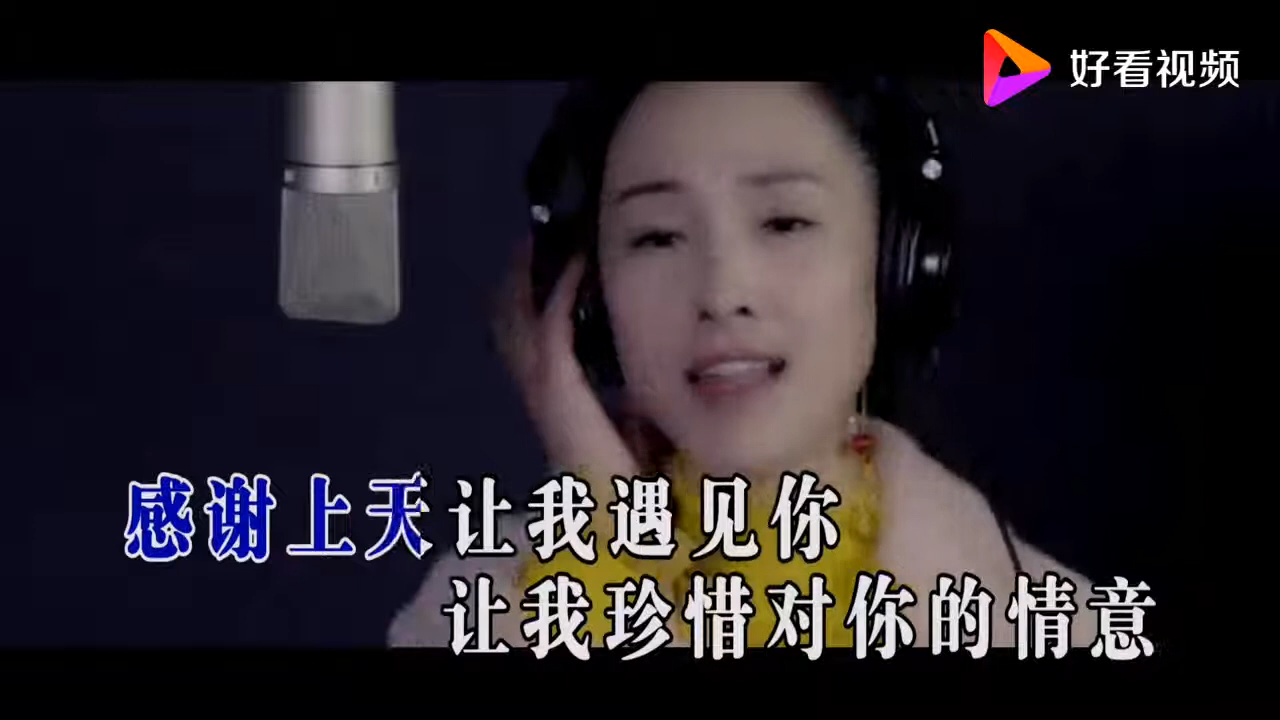 好看视频
感谢上天让我遇见你
让我珍惜对你的情意